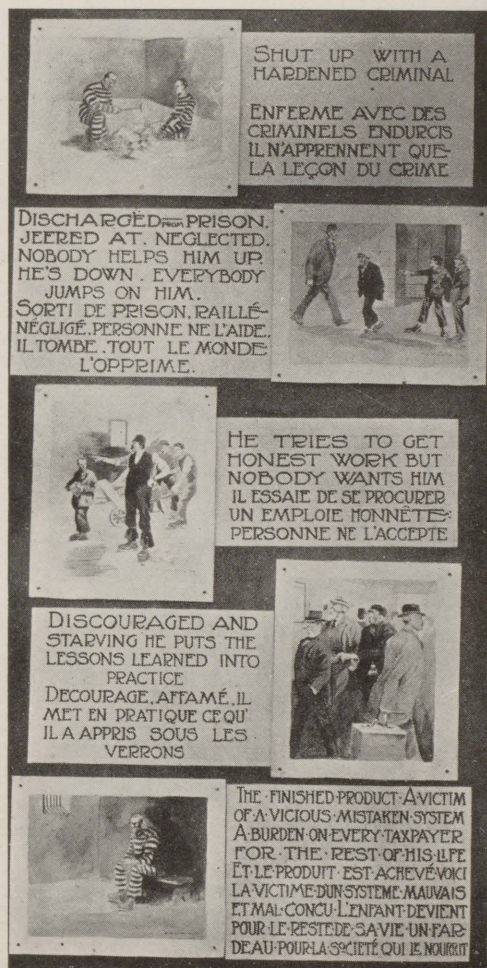 SHUT UP WITH A
HARDENED CRIMINAL
ENFERME AVEC DES
CRIMINELS ENDURCIS
IL N'APPRENNENT QUE
LA LEÇON DU CRIME
DISCHARGED FROM PRISON.
JEERED AT. NEGLECTED.
NOBODY HELPS HIM UP.
HE'S DOWN. EVERYBODY
JUMPS ON HIM.
SORTI DE PRISON, RAILLÉ-
NÉGLIGÉ. PERSONNE NE L'AIDE.
IL TOMBE. TOUT LE MONDE
L'OPPRIME.
HE TRIES TO GET
HONEST WORK BUT
NOBODY WANTS HIM
IL ESSAIE DE SE PROCURER
UN EMPLOIE HONNÊTE:
PERSONNE NE L'ACCEPTE
DISCOURAGED AND
STARVING HE PUTS THE
LESSONS LEARNED INTO
PRACTICE
DECOURAGE, AFFAMÉ, IL
MET EN PRATIQUE CE QU'
IL A APPRIS SOUS LES
VERRONS
THE·FINISHED·PRODUCT·A·VICTIM
OF·A·VICIOUS·MISTAKEN·SYSTEM
A·BURDEN·ON·EVERY·TAXPAYER
FOR·THE·REST·OF·HIS·LIFE
ET·LE·PRODUIT·EST·ACHEVÉ·VOICI
LA·VICTIME·D'UN·SYSTEME·MAUVAIS
ET·MAL·CONCU·L'ENFANT·DEVIENT
POUR·LE·RESTE·DE·SA·VIE·UN·FAR-
DEAU·POUR·LA·SOCIETÉ·QUI·LE·NOURRIT